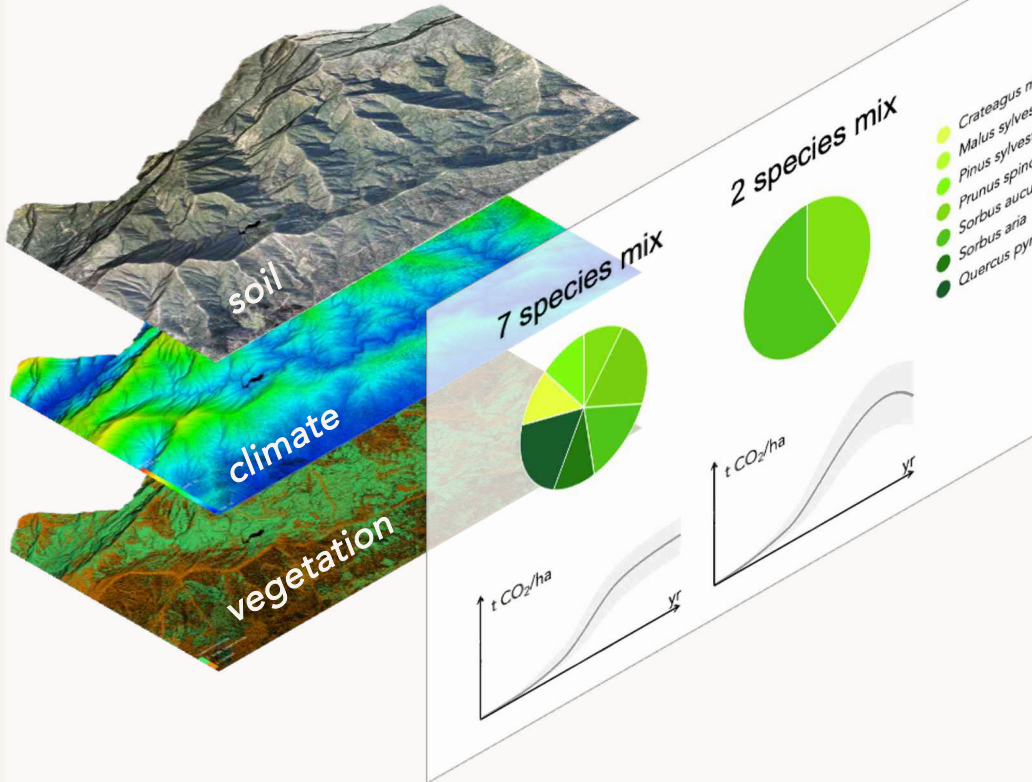 soil
climate
vegetation
7 species mix
t CO₂/ha
yr
2 species mix
t CO₂/ha
yr
Crateagus
Malus
Pinus
Prunus
Sorbus
Sorbus aria
Quercus